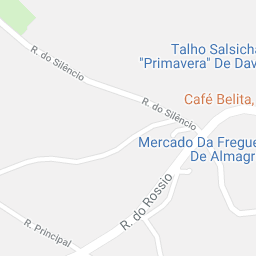 R. do Silêncio
Talho Salsicha
"Primavera" De Dav
Café Belita,
R. do Silêncio
Mercado Da Fregue
De Almagr
R. do Rossio
R. Principal